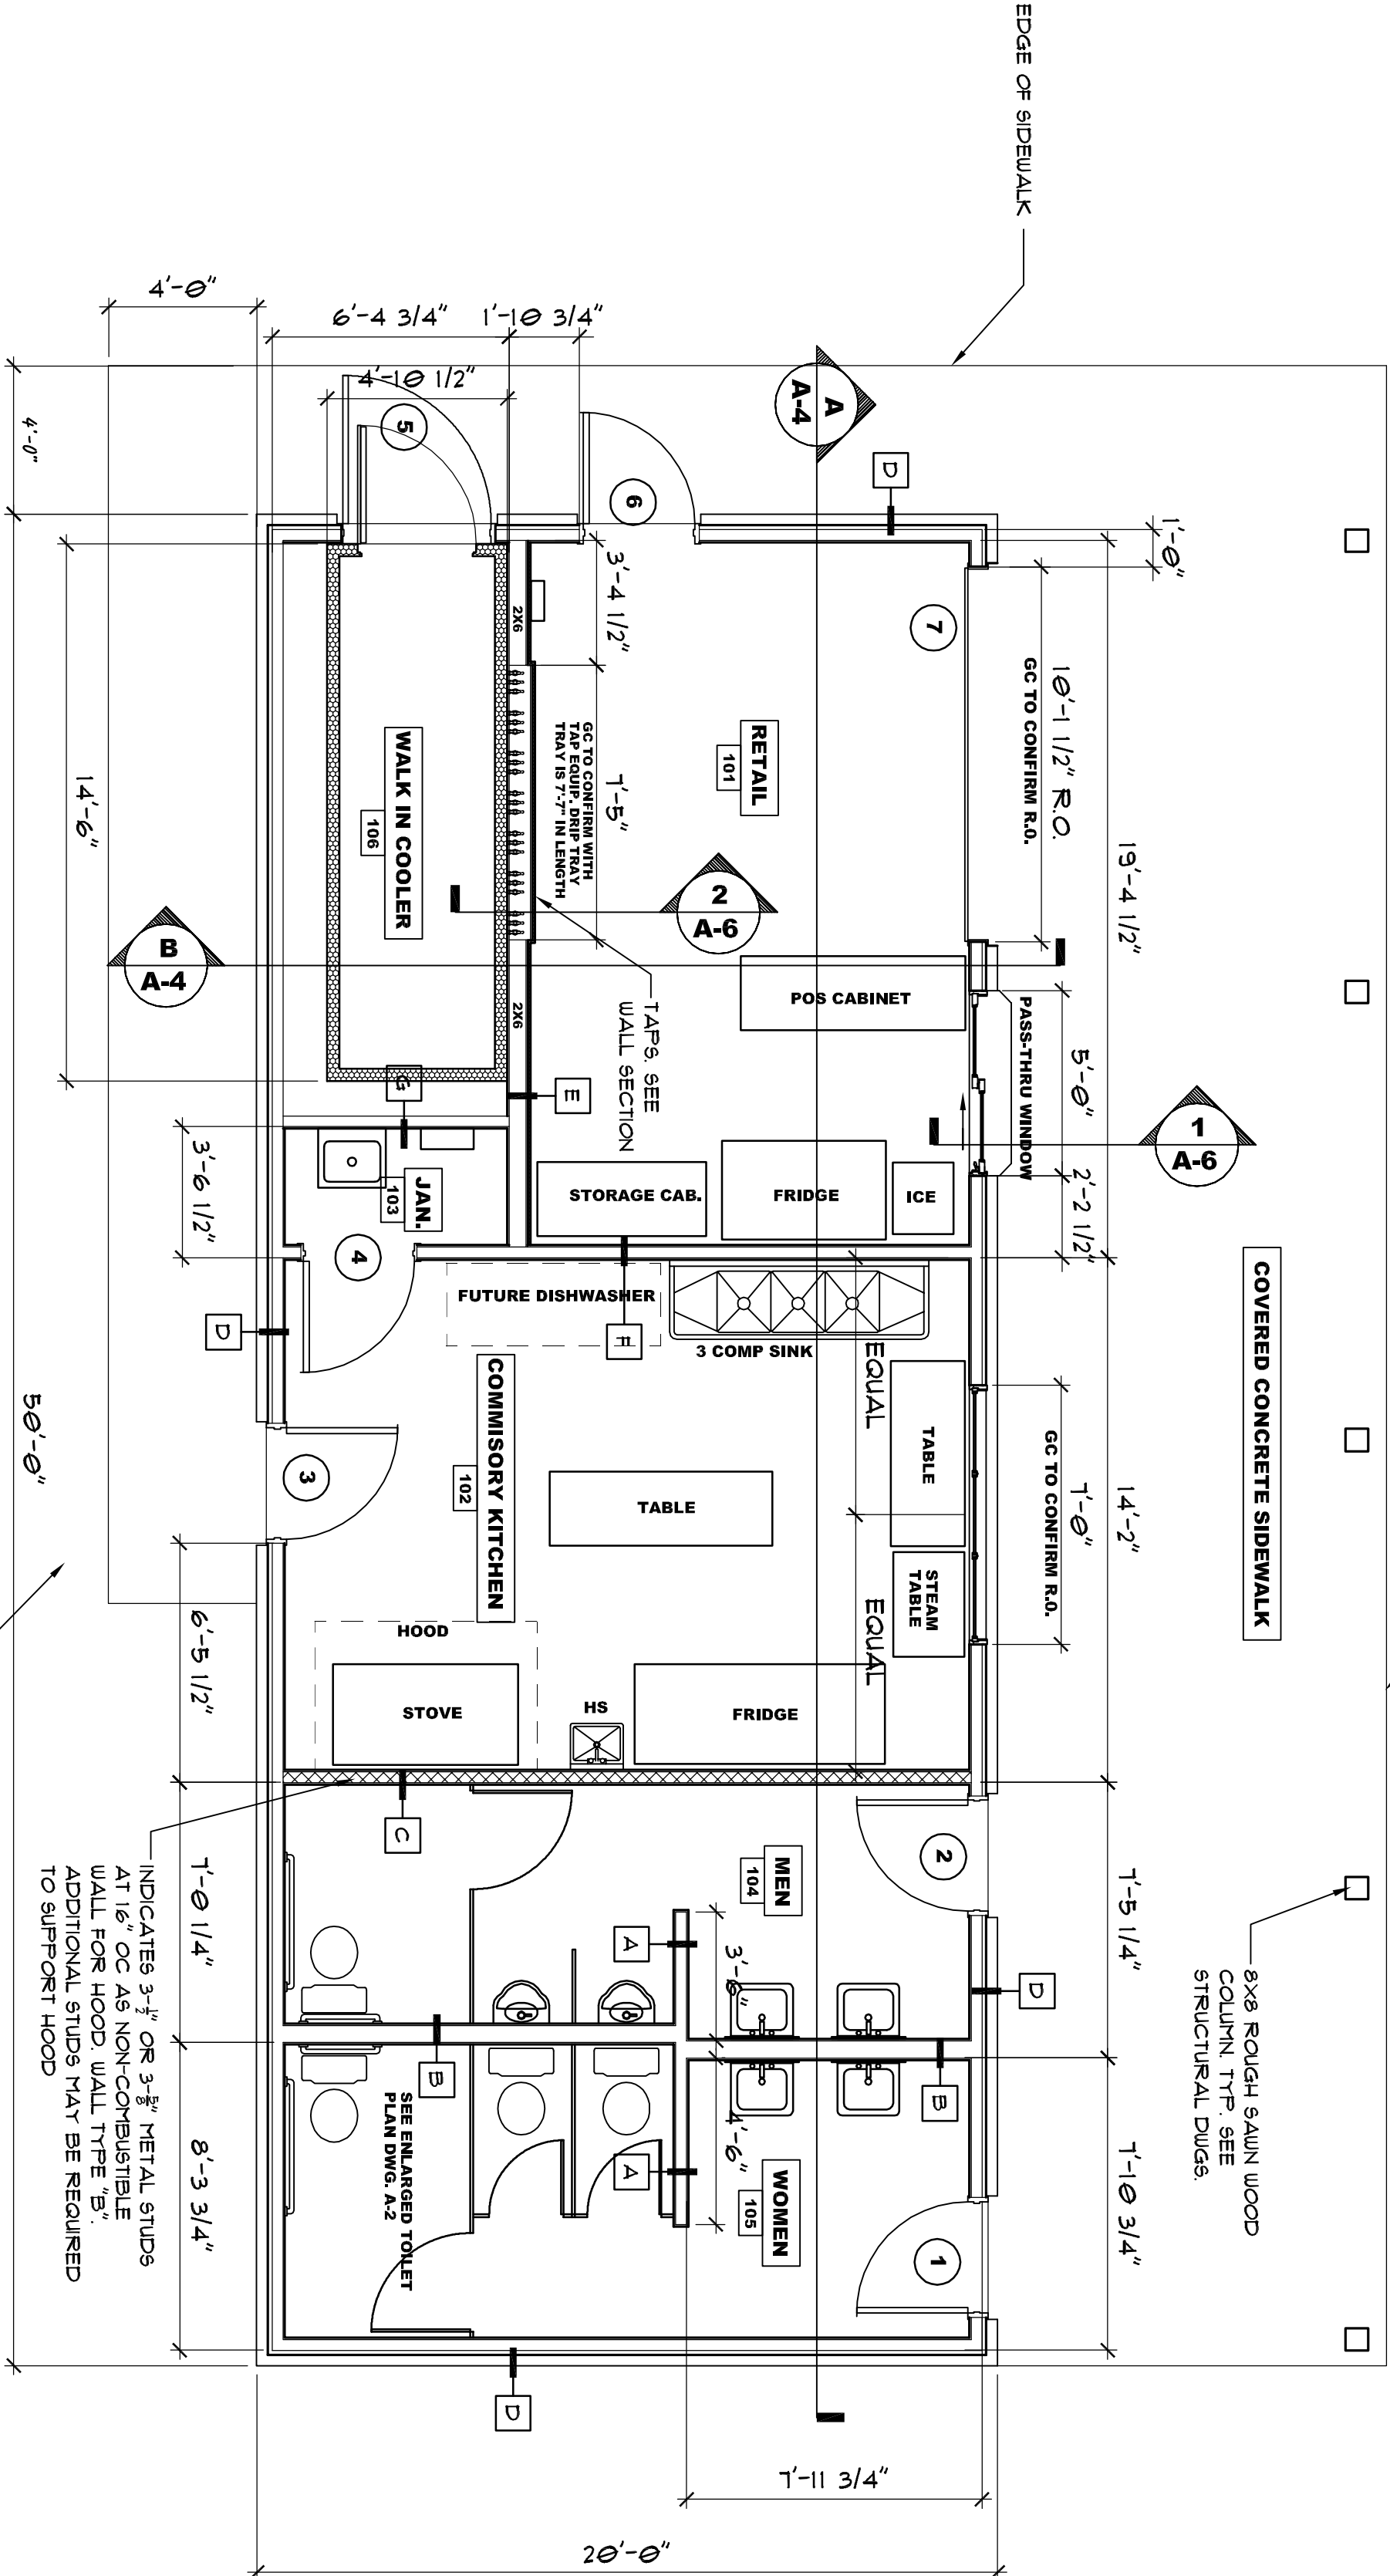 EDGE OF SIDEWALK
COVERED CONCRETE SIDEWALK
8X8 ROUGH SAWN WOOD
COLUMN. TYP. SEE
STRUCTURAL DWGS.
1'-0"
19'-4 1/2"
14'-2"
7'-5 1/4"
7'-10 3/4"
10'-1 1/2" R.O.
GC TO CONFIRM R.O.
5'-0"
2'-2 1/2"
PASS-THRU WINDOW
7'-0"
GC TO CONFIRM R.O.
1
A-6
A
A-4
D
7
RETAIL
101
POS CABINET
ICE
FRIDGE
STORAGE CAB.
2
A-6
6
3'-4 1/2"
7'-5"
GC TO CONFIRM WITH
TAP EQUIP. DRIP TRAY
TRAY IS 7'-7" IN LENGTH
TAPS. SEE
WALL SECTION
2X6
2X6
E
F
5
WALK IN COOLER
106
G
JAN.
103
4
D
B
A-4
4'-0"
6'-4 3/4"
1'-10 3/4"
4'-10 1/2"
14'-6"
3'-6 1/2"
4'-0"
50'-0"
EQUAL
EQUAL
TABLE
STEAM
TABLE
3 COMP SINK
FUTURE DISHWASHER
TABLE
COMMISORY KITCHEN
102
3
HOOD
STOVE
HS
FRIDGE
C
6'-5 1/2"
7'-0 1/4"
8'-3 3/4"
INDICATES 3-1/2" OR 3-5/8" METAL STUDS
AT 16" OC AS NON-COMBUSTIBLE
WALL FOR HOOD. WALL TYPE "B".
ADDITIONAL STUDS MAY BE REQUIRED
TO SUPPORT HOOD
2
MEN
104
D
A
B
B
3'-6"
4'-6"
A
WOMEN
105
1
SEE ENLARGED TOILET
PLAN DWG. A-2
D
7'-11 3/4"
20'-0"